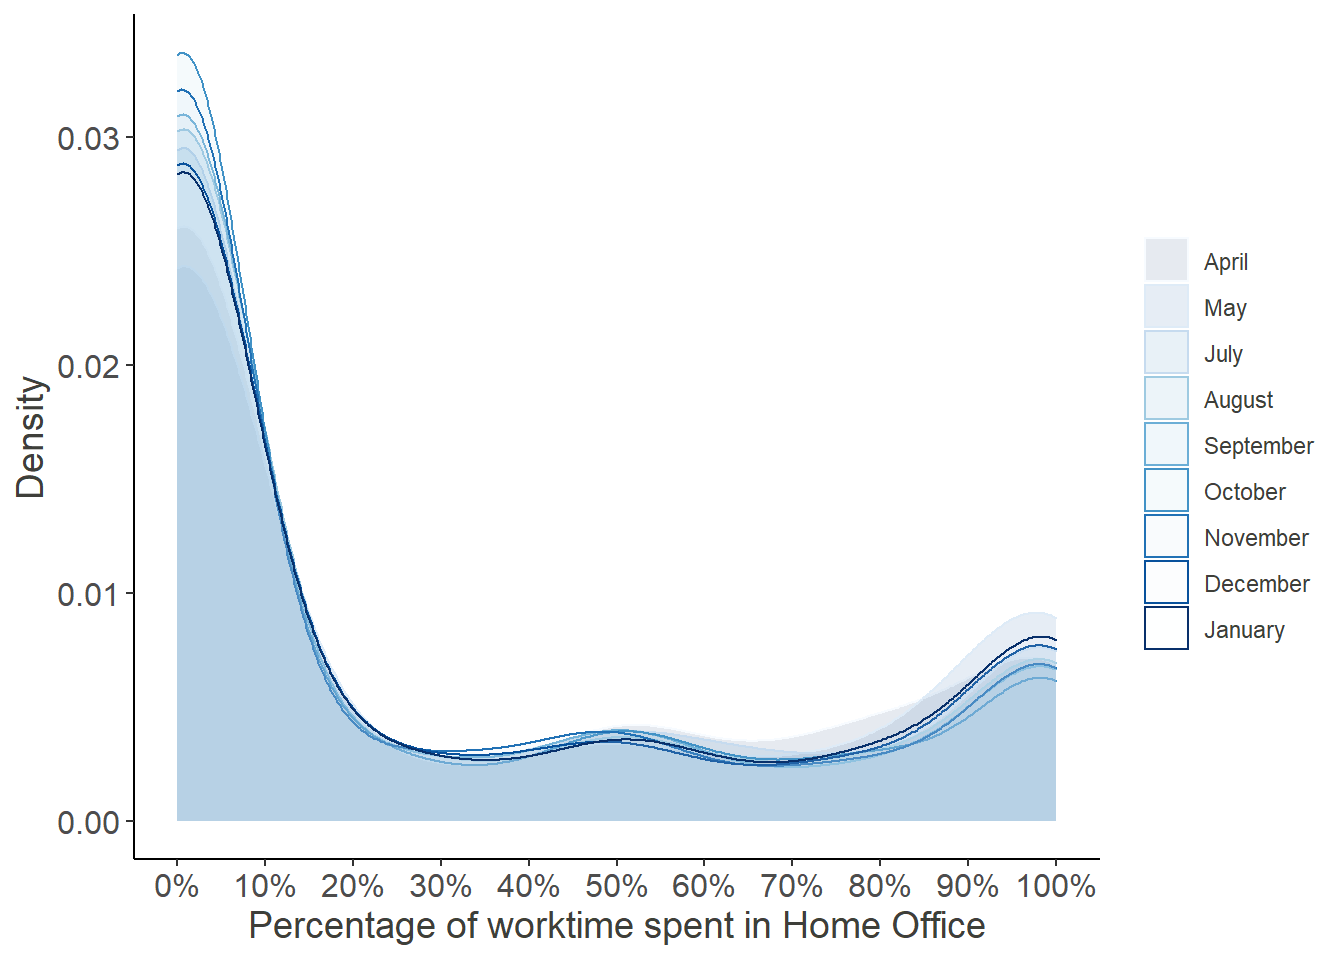 0.03
0.02
0.01
0.00
Density
0% 10% 20% 30% 40% 50% 60% 70% 80% 90% 100%
Percentage of worktime spent in Home Office
April
May
July
August
September
October
November
December
January